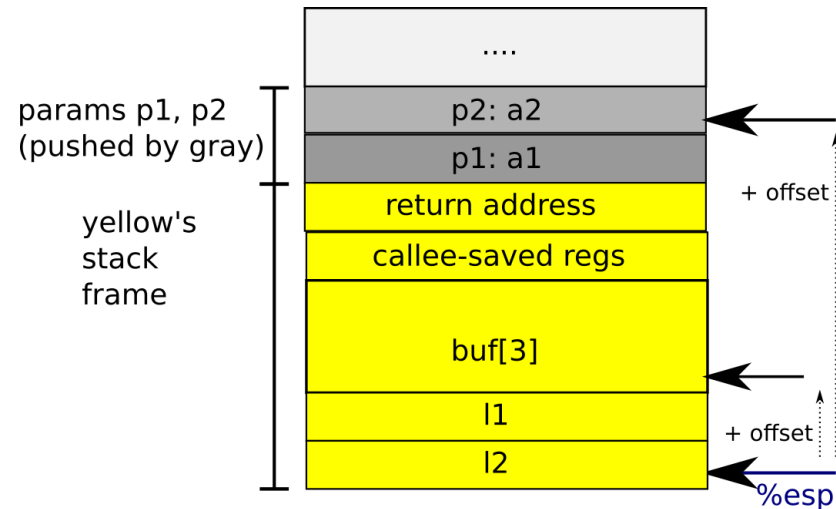 ....
params p1, p2
(pushed by gray)
p2: a2
p1: a1
+ offset
yellow's
stack
frame
return address
callee-saved regs
buf[3]
l1
+ offset
l2
%esp